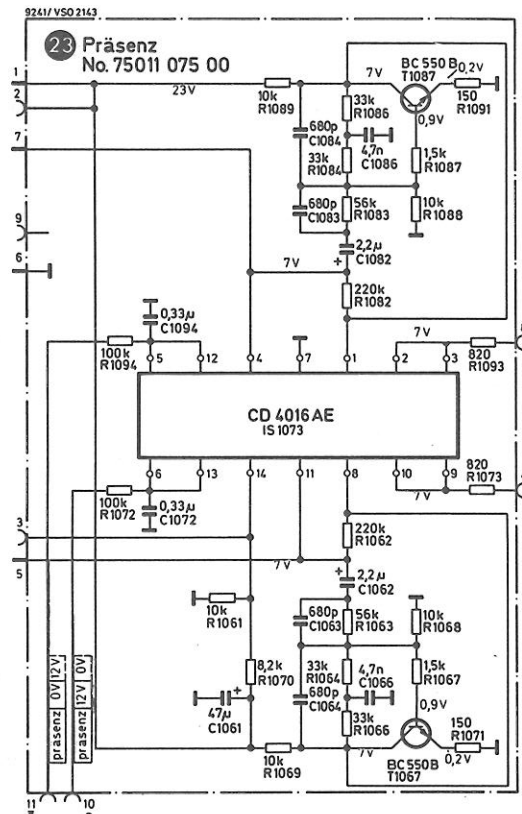 9241/ VSO 2143
23 Präsenz
No. 75011 075 00
1
2
7
9
6
3
5
23V
10k
R1089
7V
BC 550 B
T1087
0,2V
150
R1091
0,9V
33k
R1086
680p
C1084
4,7n
C1086
33k
R1084
1,5k
R1087
680p
C1083
56k
R1083
10k
R1088
2,2µ
C1082
+
7V
220k
R1082
0,33µ
C1094
100k
R1094
7V
820
R1093
5
12
4
7
1
2
3
CD 4016AE
IS 1073
6
13
14
11
8
10
9
100k
R1072
0,33µ
C1072
820
R1073
7V
220k
R1062
7V
+
2,2µ
C1062
10k
R1061
680p
C1063
56k
R1063
10k
R1068
8,2k
R1070
33k
R1064
4,7n
C1066
1,5k
R1067
680p
C1064
47µ
C1061
+
33k
R1066
0,9V
150
R1071
10k
R1069
7V
BC550B
T1067
0,2V
präsenz 0V 12V
präsenz 12V 0V
11
10